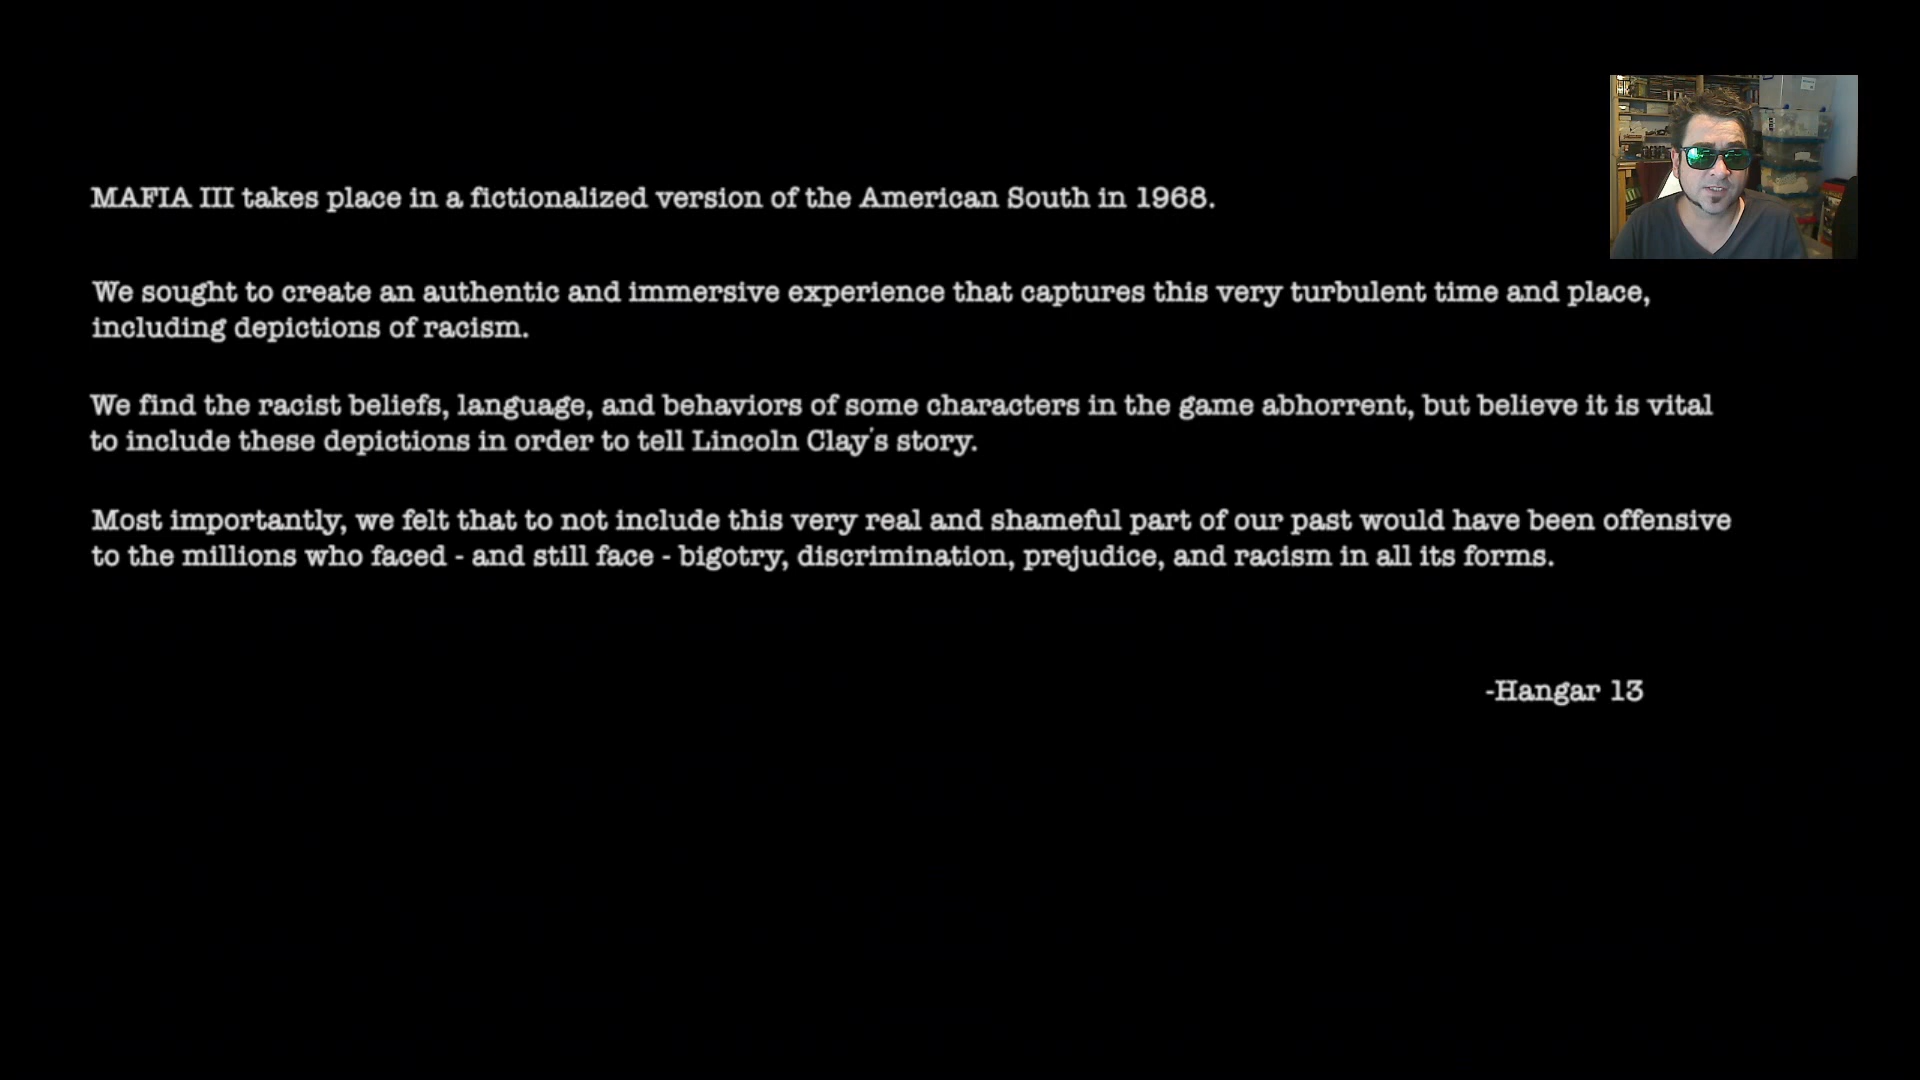 MAFIA III takes place in a fictionalized version of the American South in 1968.
We sought to create an authentic and immersive experience that captures this very turbulent time and place,
including depictions of racism.
We find the racist beliefs, language, and behaviors of some characters in the game abhorrent, but believe it is vital
to include these depictions in order to tell Lincoln Clay's story.
Most importantly, we felt that to not include this very real and shameful part of our past would have been offensive
to the millions who faced - and still face - bigotry, discrimination, prejudice, and racism in all its forms.
-Hangar 13